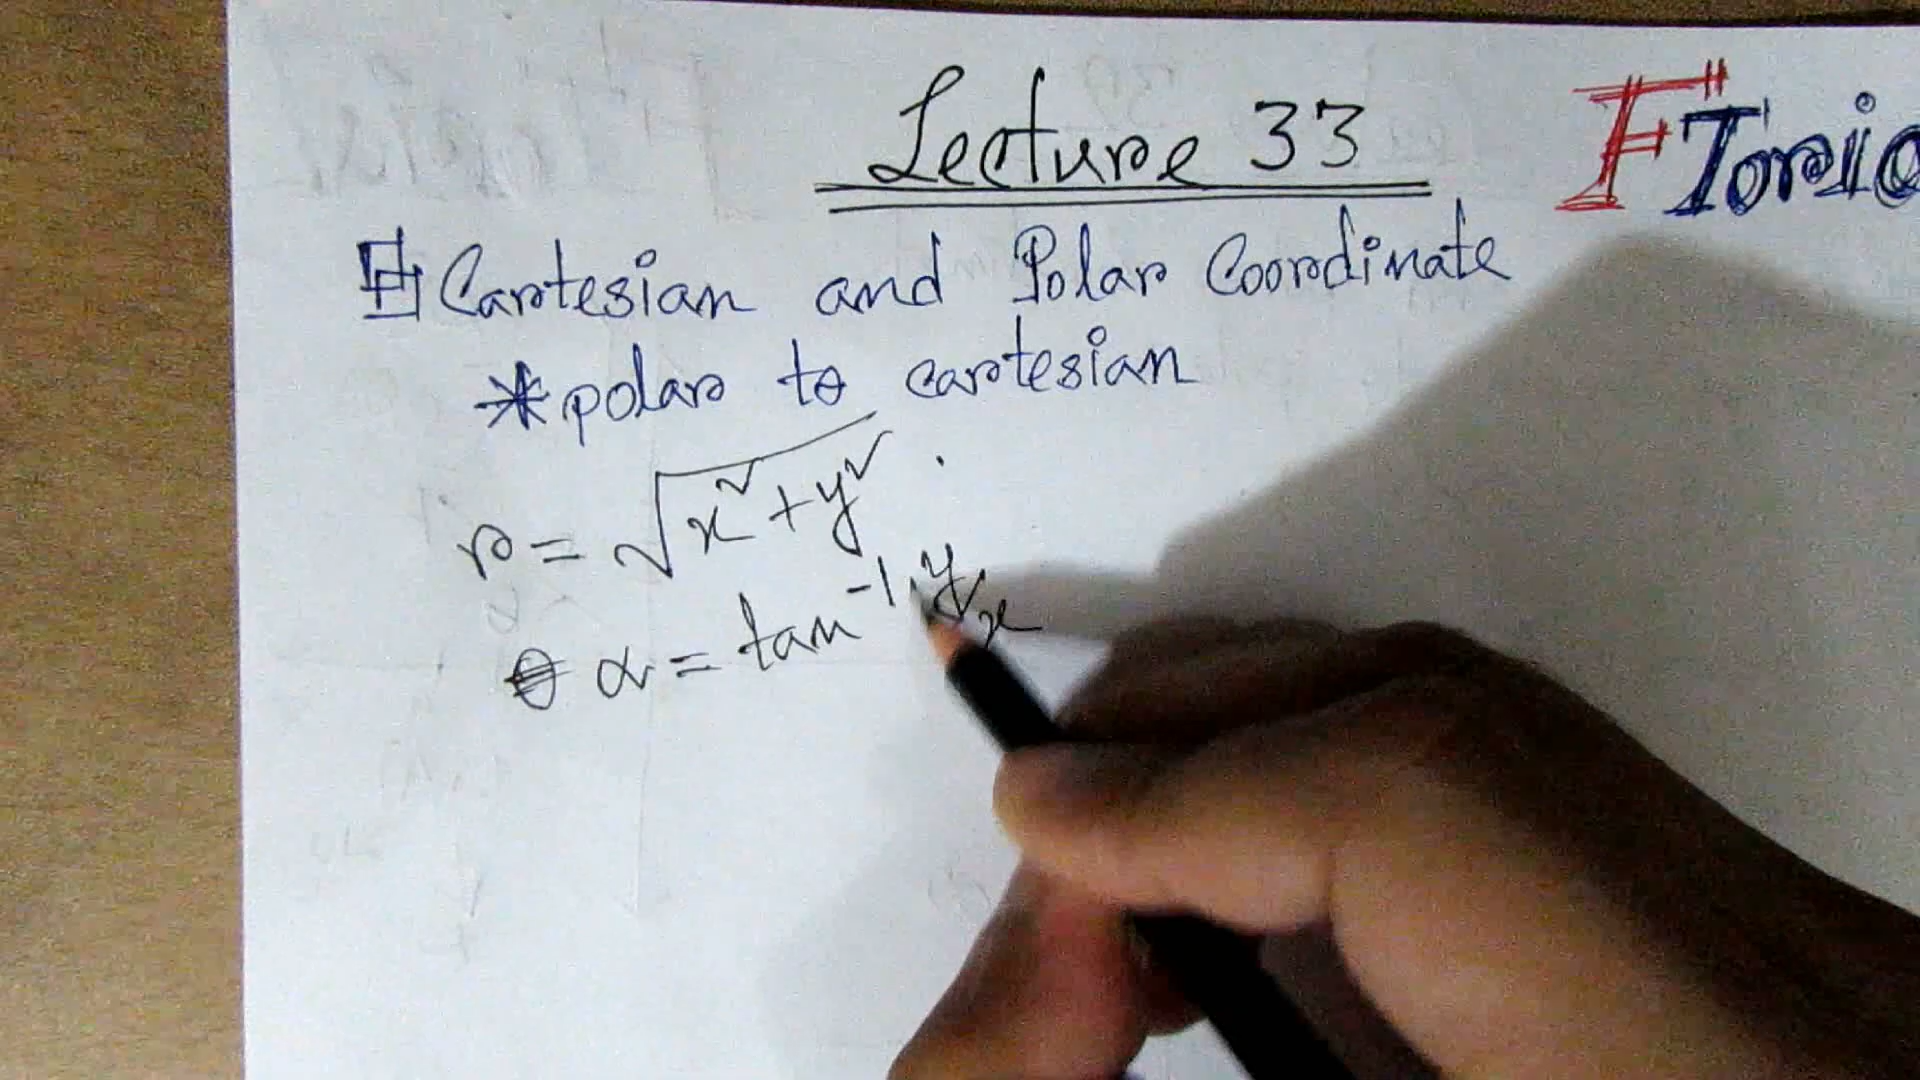 Lecture 33
FToria
Cartesian and Polar Coordinate
*polar to cartesian
r = √x²+y²
α = tan⁻¹ y/x